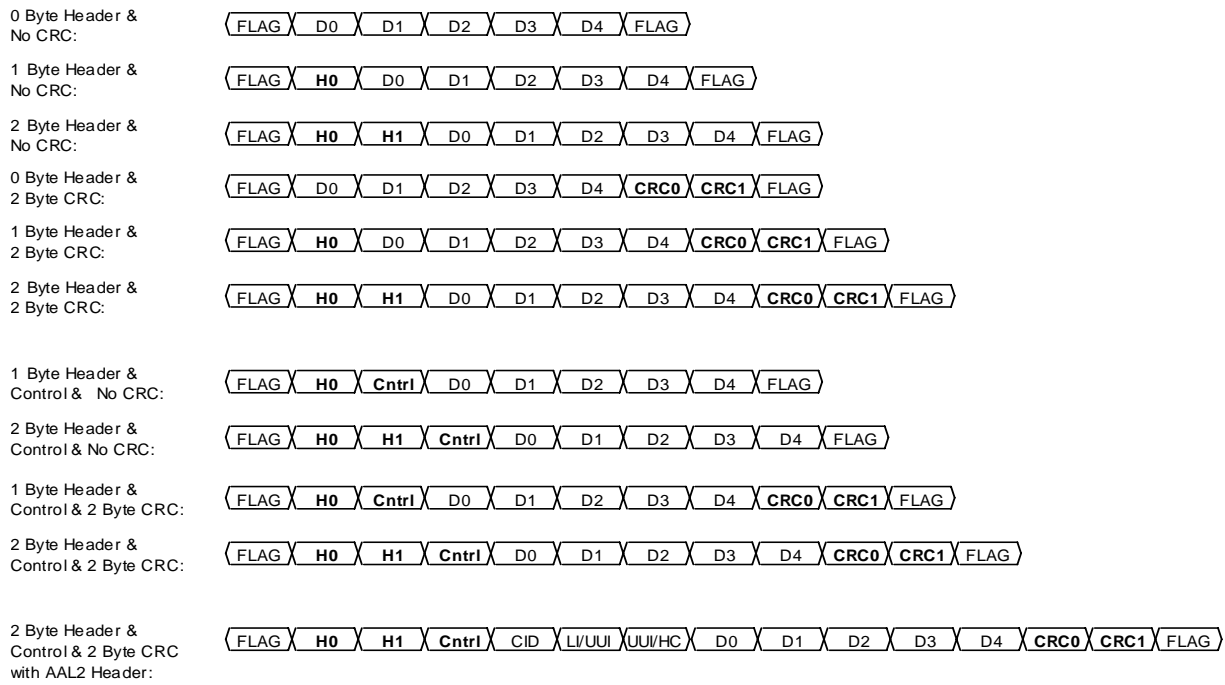 0 Byte Header &
No CRC:
FLAG D0 D1 D2 D3 D4 FLAG
1 Byte Header &
No CRC:
FLAG H0 D0 D1 D2 D3 D4 FLAG
2 Byte Header &
No CRC:
FLAG H0 H1 D0 D1 D2 D3 D4 FLAG
0 Byte Header &
2 Byte CRC:
FLAG D0 D1 D2 D3 D4 CRC0 CRC1 FLAG
1 Byte Header &
2 Byte CRC:
FLAG H0 D0 D1 D2 D3 D4 CRC0 CRC1 FLAG
2 Byte Header &
2 Byte CRC:
FLAG H0 H1 D0 D1 D2 D3 D4 CRC0 CRC1 FLAG
1 Byte Header &
Control & No CRC:
FLAG H0 Cntrl D0 D1 D2 D3 D4 FLAG
2 Byte Header &
Control & No CRC:
FLAG H0 H1 Cntrl D0 D1 D2 D3 D4 FLAG
1 Byte Header &
Control & 2 Byte CRC:
FLAG H0 Cntrl D0 D1 D2 D3 D4 CRC0 CRC1 FLAG
2 Byte Header &
Control & 2 Byte CRC:
FLAG H0 H1 Cntrl D0 D1 D2 D3 D4 CRC0 CRC1 FLAG
2 Byte Header &
Control & 2 Byte CRC
with AAL2 Header:
FLAG H0 H1 Cntrl CID LI/UUI UUI/HC D0 D1 D2 D3 D4 CRC0 CRC1 FLAG